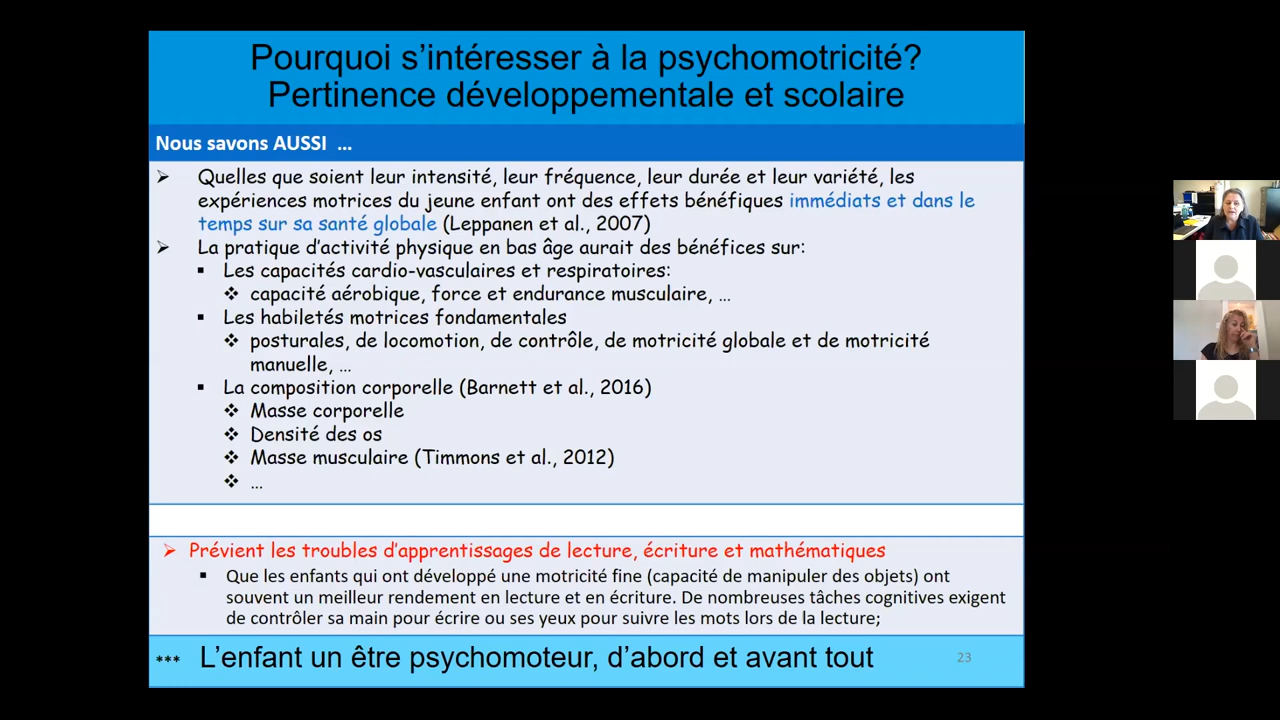 Pourquoi s'intéresser à la psychomotricité?
Pertinence développementale et scolaire
Nous savons AUSSI …
➢ Quelles que soient leur intensité, leur fréquence, leur durée et leur variété, les
expériences motrices du jeune enfant ont des effets bénéfiques immédiats et dans le
temps sur sa santé globale (Leppanen et al., 2007)
➢ La pratique d'activité physique en bas âge aurait des bénéfices sur:
▪ Les capacités cardio-vasculaires et respiratoires:
❖ capacité aérobique, force et endurance musculaire, …
▪ Les habiletés motrices fondamentales
❖ posturales, de locomotion, de contrôle, de motricité globale et de motricité
manuelle, …
▪ La composition corporelle (Barnett et al., 2016)
❖ Masse corporelle
❖ Densité des os
❖ Masse musculaire (Timmons et al., 2012)
❖ …
➢ Prévient les troubles d'apprentissages de lecture, écriture et mathématiques
▪ Que les enfants qui ont développé une motricité fine (capacité de manipuler des objets) ont
souvent un meilleur rendement en lecture et en écriture. De nombreuses tâches cognitives exigent
de contrôler sa main pour écrire ou ses yeux pour suivre les mots lors de la lecture;
*** L'enfant un être psychomoteur, d'abord et avant tout
23